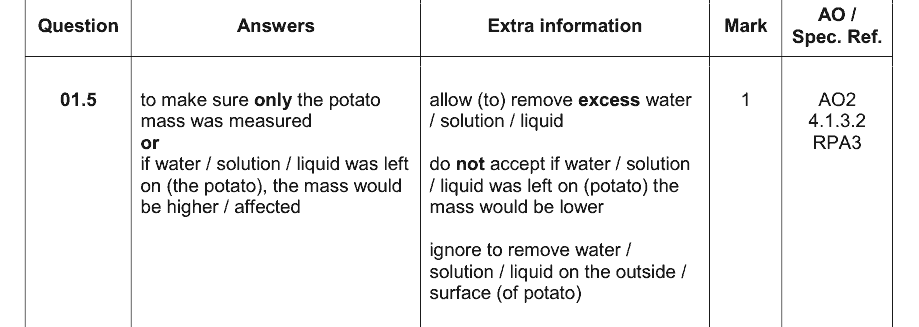 Question Answers Extra information Mark AO /
Spec. Ref.
01.5 to make sure only the potato allow (to) remove excess water 1 AO2
mass was measured / solution / liquid 4.1.3.2
or RPA3
if water / solution / liquid was left do not accept if water / solution
on (the potato), the mass would / liquid was left on (potato) the
be higher / affected mass would be lower
ignore to remove water /
solution / liquid on the outside /
surface (of potato)